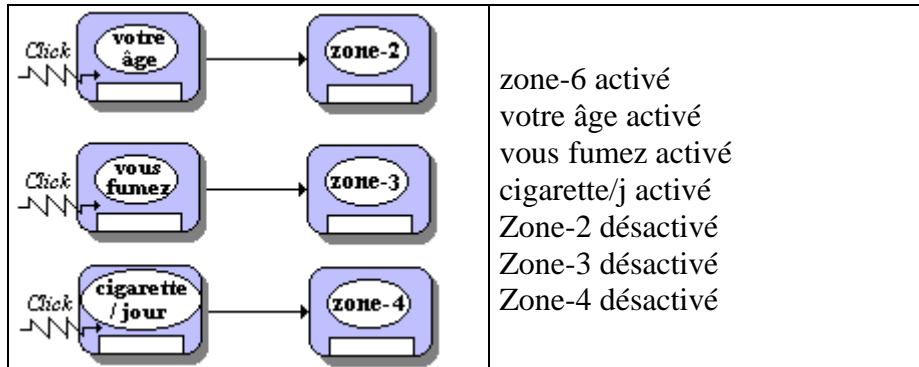 Click
votre
âge
zone-2
Click
vous
fumez
zone-3
Click
cigarette
/ jour
zone-4
zone-6 activé
votre âge activé
vous fumez activé
cigarette/j activé
Zone-2 désactivé
Zone-3 désactivé
Zone-4 désactivé